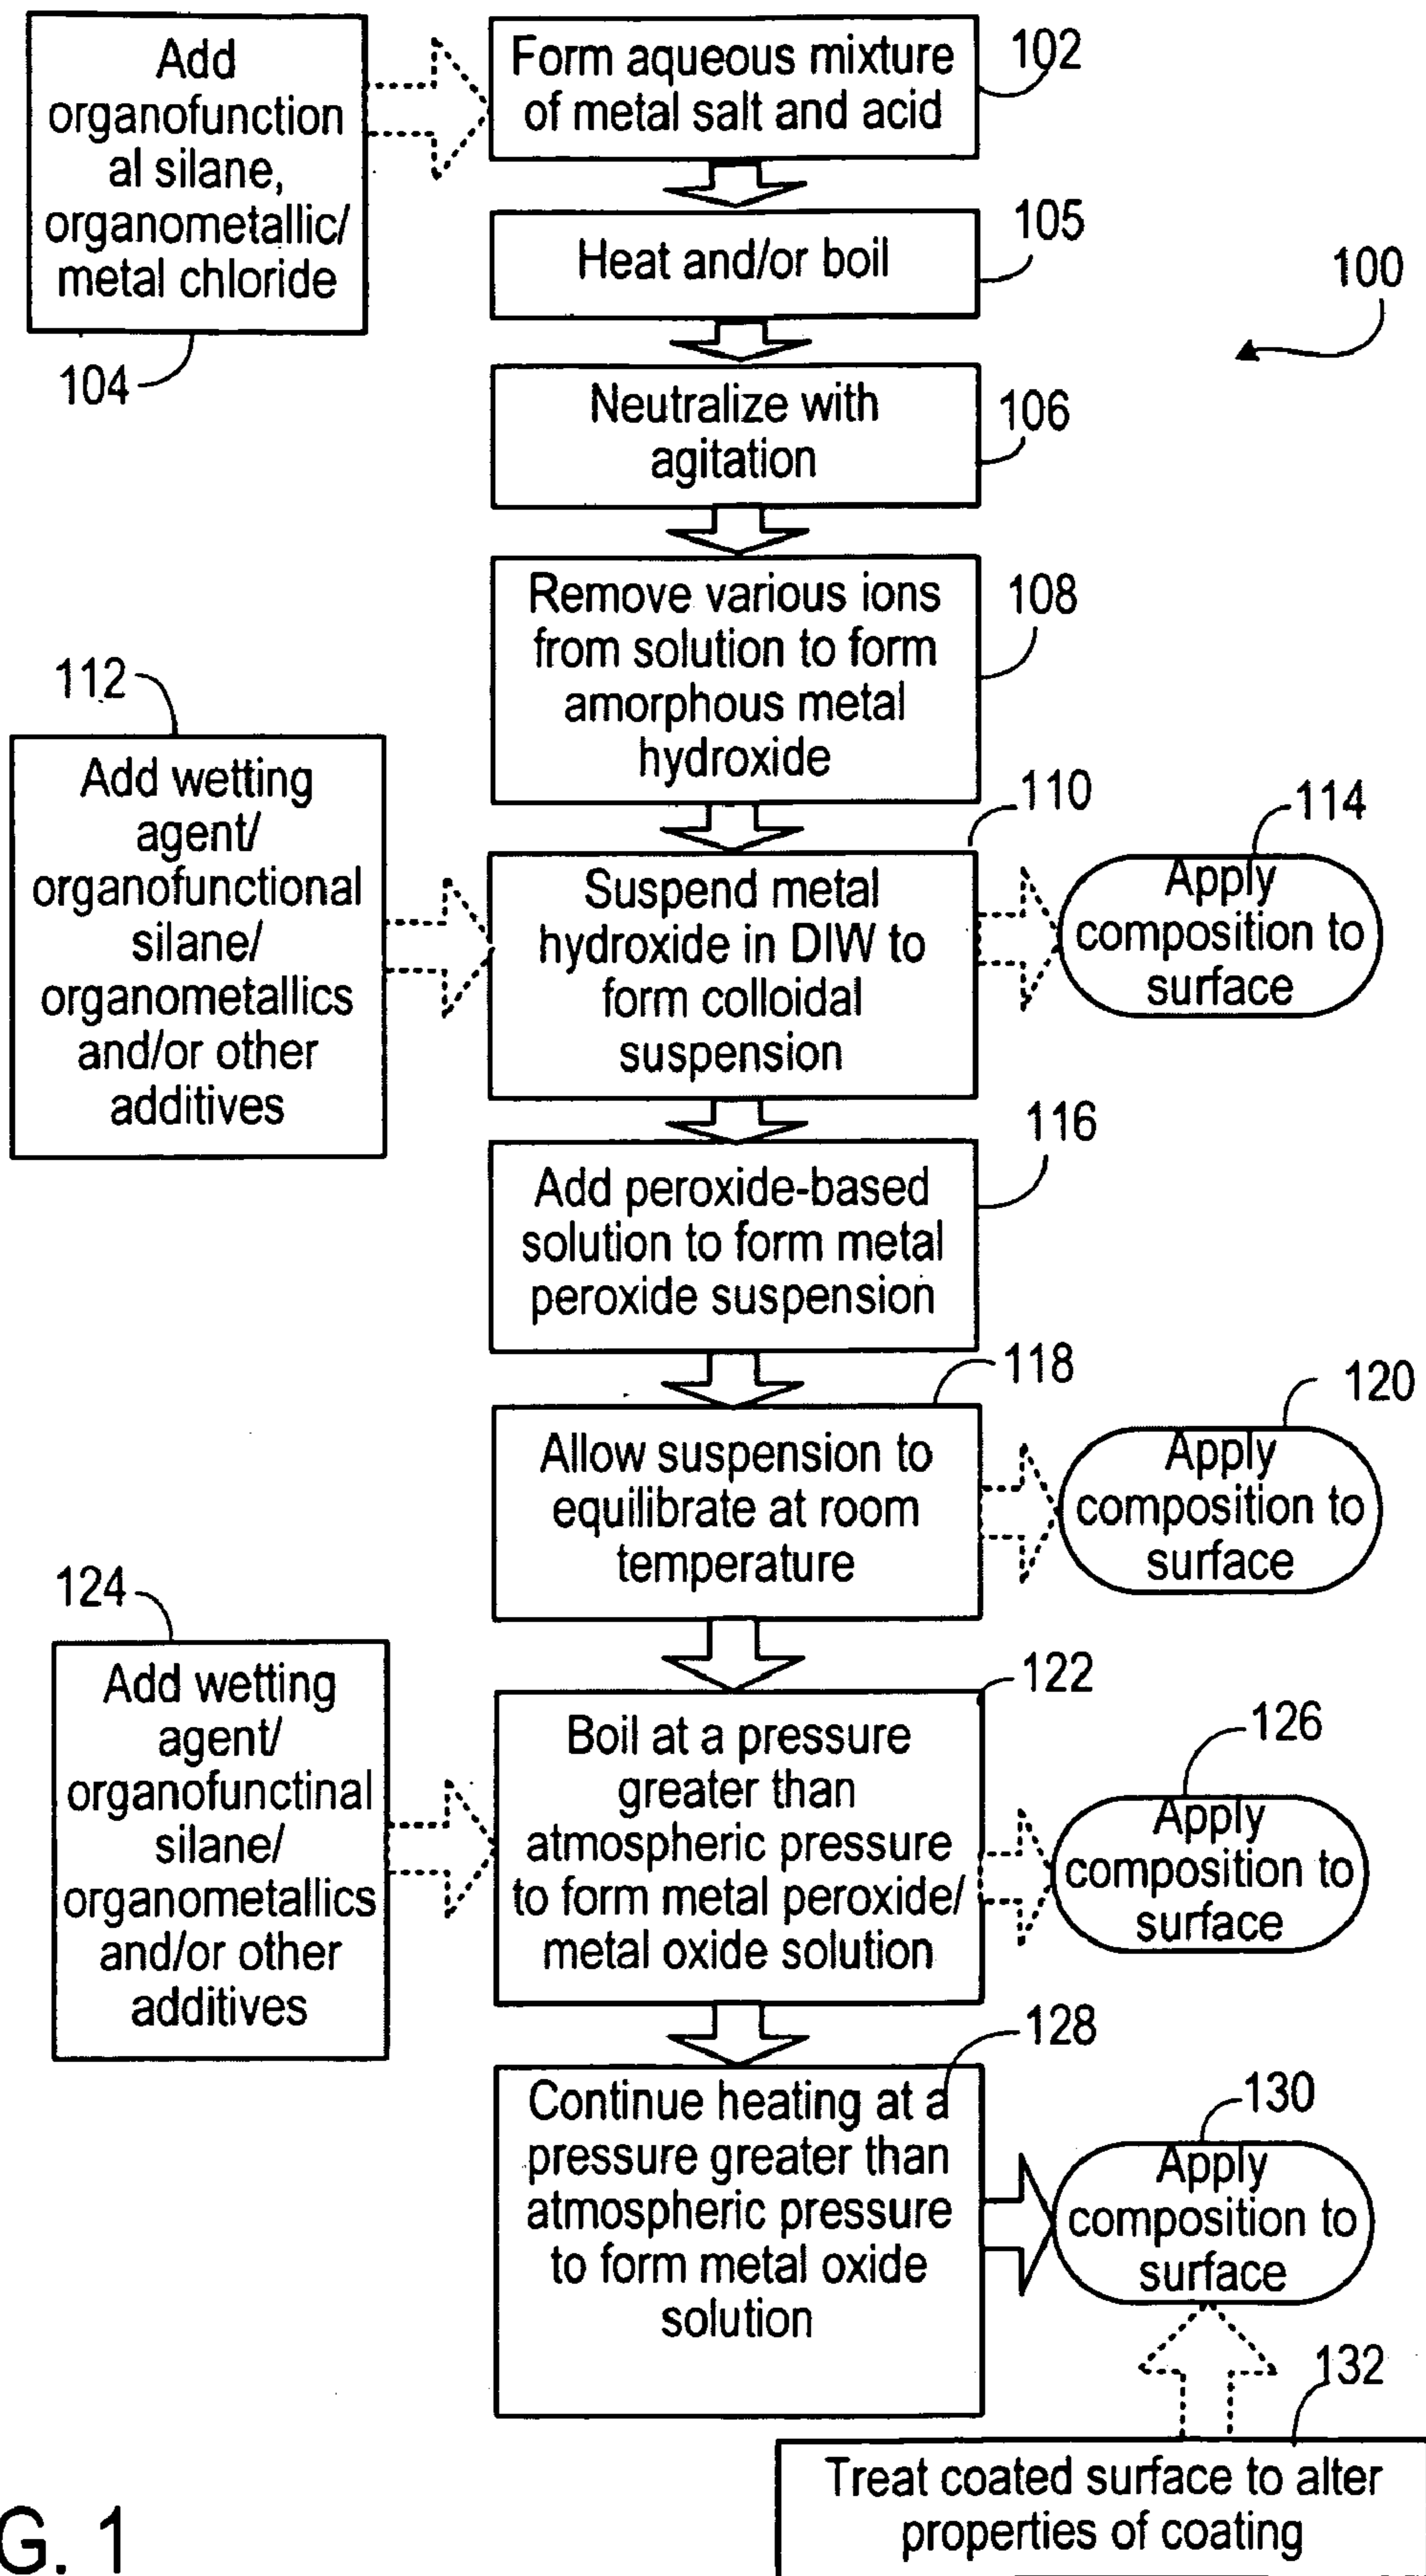 Add
organofunction
al silane,
organometallic/
metal chloride
104
Form aqueous mixture
of metal salt and acid
102
Heat and/or boil
105
100
Neutralize with
agitation
106
Remove various ions
from solution to form
amorphous metal
hydroxide
108
112
Add wetting
agent/
organofunctional
silane/
organometallics
and/or other
additives
Suspend metal
hydroxide in DIW to
form colloidal
suspension
110
114
Apply
composition to
surface
Add peroxide-based
solution to form metal
peroxide suspension
116
Allow suspension to
equilibrate at room
temperature
118
120
Apply
composition to
surface
124
Add wetting
agent/
organofunctinal
silane/
organometallics
and/or other
additives
Boil at a pressure
greater than
atmospheric pressure
to form metal peroxide/
metal oxide solution
122
126
Apply
composition to
surface
Continue heating at a
pressure greater than
atmospheric pressure
to form metal oxide
solution
128
130
Apply
composition to
surface
132
Treat coated surface to alter
properties of coating
G. 1